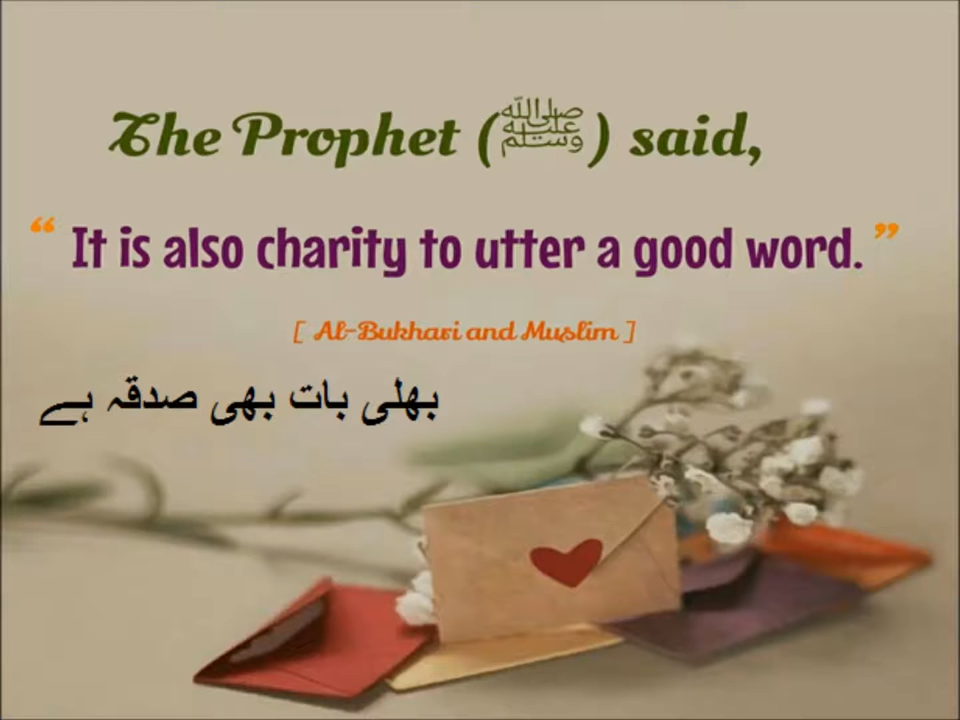 The Prophet (ﷺ) said,
“ It is also charity to utter a good word. ”
[ Al-Bukhari and Muslim ]
بھلی بات بھی صدقہ ہے